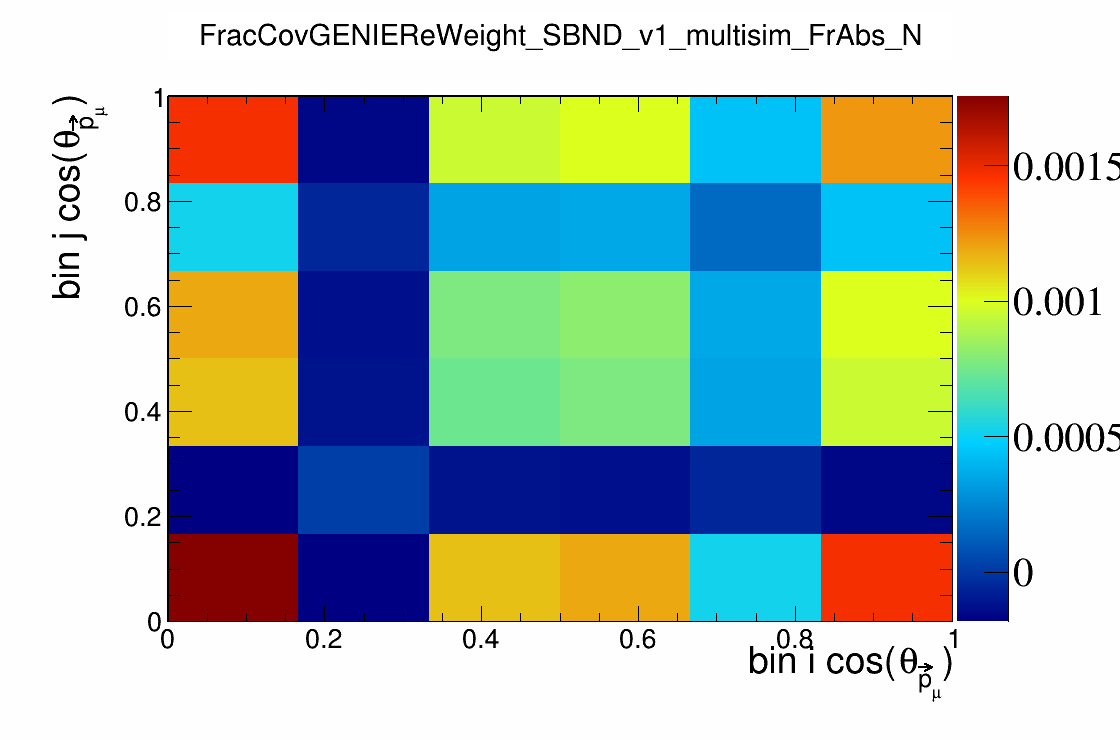 FracCovGENIEReWeight_SBND_v1_multisim_FrAbs_N
bin j cos(θp⃗μ)
1
0.8
0.6
0.4
0.2
0
0 0.2 0.4 0.6 0.8 1
bin i cos(θp⃗μ)
0.0015
0.001
0.0005
0